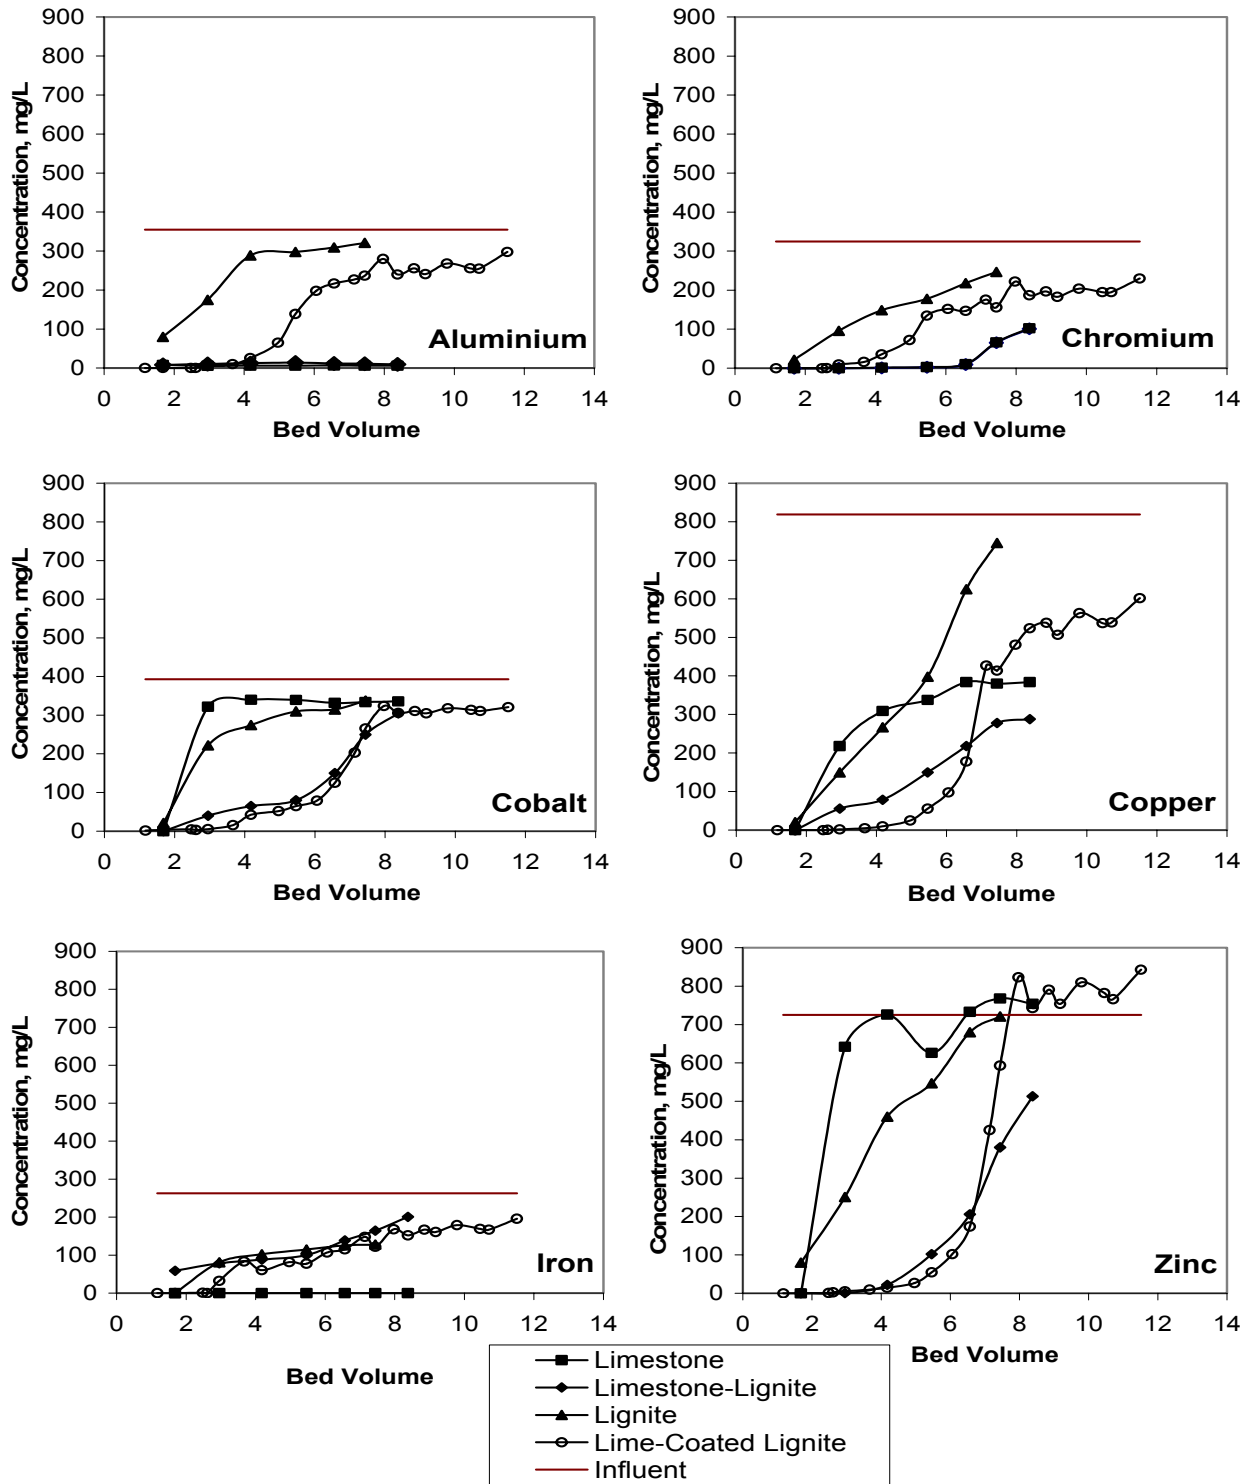 900
800
700
600
500
400
300
200
100
0
Concentration, mg/L
Aluminium
0 2 4 6 8 10 12 14
Bed Volume
900
800
700
600
500
400
300
200
100
0
Concentration, mg/L
Chromium
0 2 4 6 8 10 12 14
Bed Volume
900
800
700
600
500
400
300
200
100
0
Concentration, mg/L
Cobalt
0 2 4 6 8 10 12 14
Bed Volume
900
800
700
600
500
400
300
200
100
0
Concentration, mg/L
Copper
0 2 4 6 8 10 12 14
Bed Volume
900
800
700
600
500
400
300
200
100
0
Concentration, mg/L
Iron
0 2 4 6 8 10 12 14
Bed Volume
900
800
700
600
500
400
300
200
100
0
Concentration, mg/L
Zinc
0 2 4 6 8 10 12 14
Bed Volume
Limestone
Limestone-Lignite
Lignite
Lime-Coated Lignite
Influent